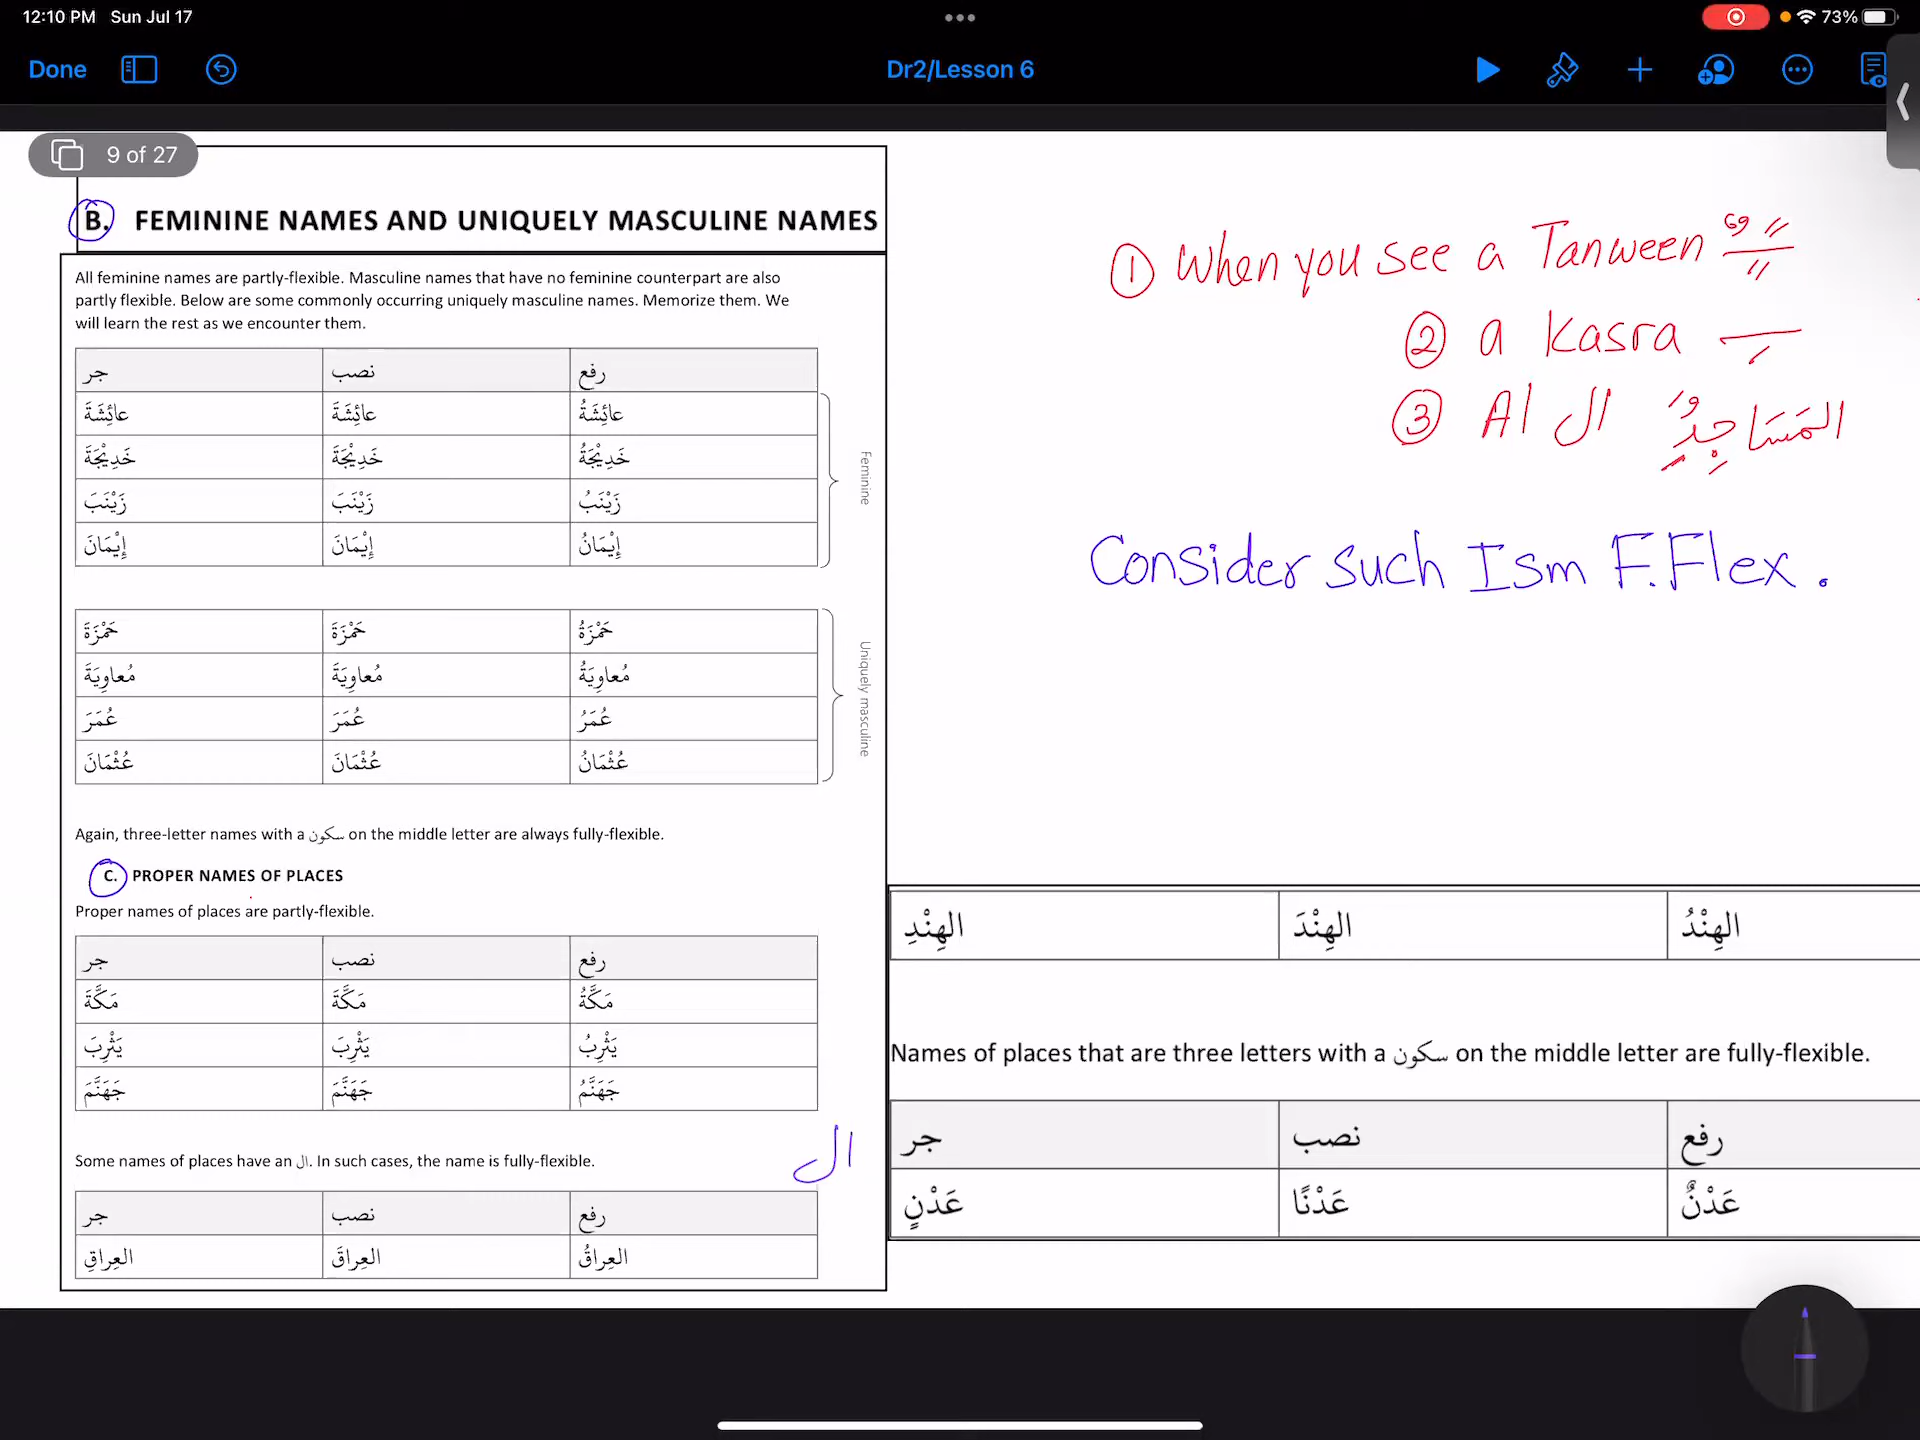 12:10 PM Sun Jul 17
73%
Done
Dr2/Lesson 6
9 of 27
B. FEMININE NAMES AND UNIQUELY MASCULINE NAMES
All feminine names are partly-flexible. Masculine names that have no feminine counterpart are also
partly flexible. Below are some commonly occurring uniquely masculine names. Memorize them. We
will learn the rest as we encounter them.
جر نصب رفع
عائِشَةَ عائِشَةَ عائِشَةُ
خَدِيْجَةَ خَدِيْجَةَ خَدِيْجَةُ
زَيْنَبَ زَيْنَبَ زَيْنَبُ
إِيْمَانَ إِيْمَانَ إِيْمَانُ
Feminine
حَمْزَةَ حَمْزَةَ حَمْزَةُ
مُعاوِيَةَ مُعاوِيَةَ مُعاوِيَةُ
عُمَرَ عُمَرَ عُمَرُ
عُثْمَانَ عُثْمَانَ عُثْمَانُ
Uniquely masculine
Again, three-letter names with a سكون on the middle letter are always fully-flexible.
C. PROPER NAMES OF PLACES
Proper names of places are partly-flexible.
جر نصب رفع
مَكَّةَ مَكَّةَ مَكَّةُ
يَثْرِبَ يَثْرِبَ يَثْرِبُ
جَهَنَّمَ جَهَنَّمَ جَهَنَّمُ
ال
Some names of places have an ال. In such cases, the name is fully-flexible.
جر نصب رفع
العِراقِ العِراقَ العِراقُ
① When you see a Tanween ـٌـًـٍ
② a Kasra ـِ
③ Al ال المَسَاجِدُِ
Consider such Ism F.Flex.
الهِنْدِ الهِنْدَ الهِنْدُ
Names of places that are three letters with a سكون on the middle letter are fully-flexible.
جر نصب رفع
عَدْنٍ عَدْنًا عَدْنٌ